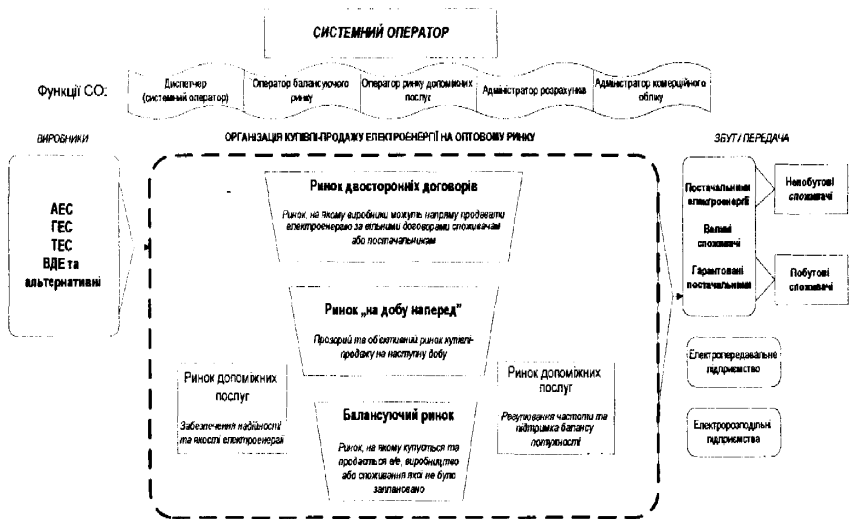 СИСТЕМНИЙ ОПЕРАТОР
Функції СО:
Диспетчер
(системний оператор)
Оператор балансуючого
ринку
Оператор ринку допоміжних
послуг
Адміністратор розрахунків
Адміністратор комерційного
обліку
ВИРОБНИКИ
ОРГАНІЗАЦІЯ КУПІВЛІ-ПРОДАЖУ ЕЛЕКТРОЕНЕРГІЇ НА ОПТОВОМУ РИНКУ
ЗБУТ / ПЕРЕДАЧА
АЕС
ГЕС
ТЕС
ВДЕ та
альтернативні
Ринок двосторонніх договорів
Ринок, на якому виробники можуть напряму продавати
електроенергію за вільними договорами споживачам
або постачальникам
Ринок „на добу наперед"
Прозорий та об'єктивний ринок купівлі-
продажу на наступну добу
Ринок допоміжних
послуг
Забезпечення надійності
та якості електроенергії
Балансуючий ринок
Ринок, на якому купується та
продається е/е, виробництво
або споживання якої не було
заплановано
Ринок допоміжних
послуг
Регулювання частоти та
підтримка балансу
потужності
Постачальники
електроенергії
Великі
споживачі
Гарантовані
постачальники
Непобутові
споживачі
Побутові
споживачі
Електропередавальне
підприємство
Електророзподільні
підприємства